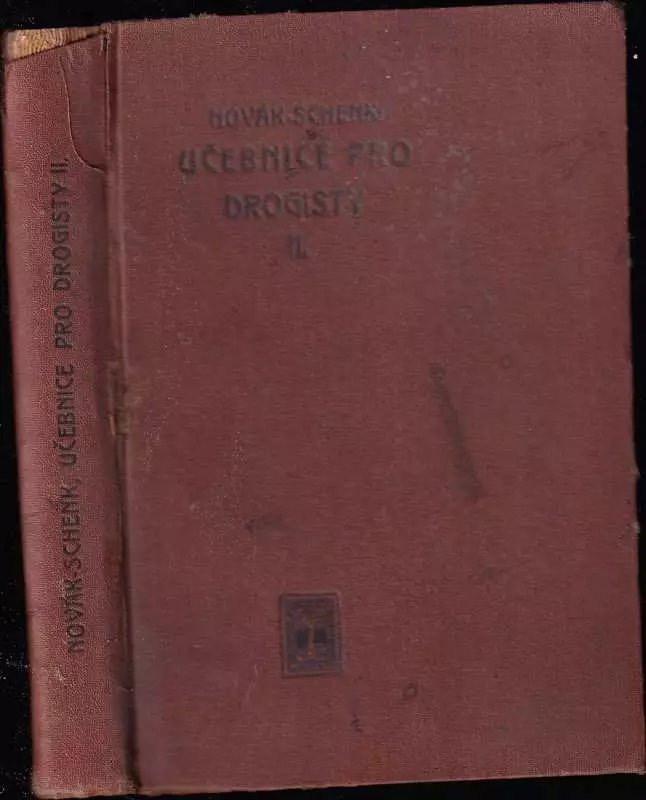 NOVÁK-SCHENK,
UČEBNICE PRO
DROGISTY
II.
NOVÁK-SCHENK, UČEBNICE PRO DROGISTY II.